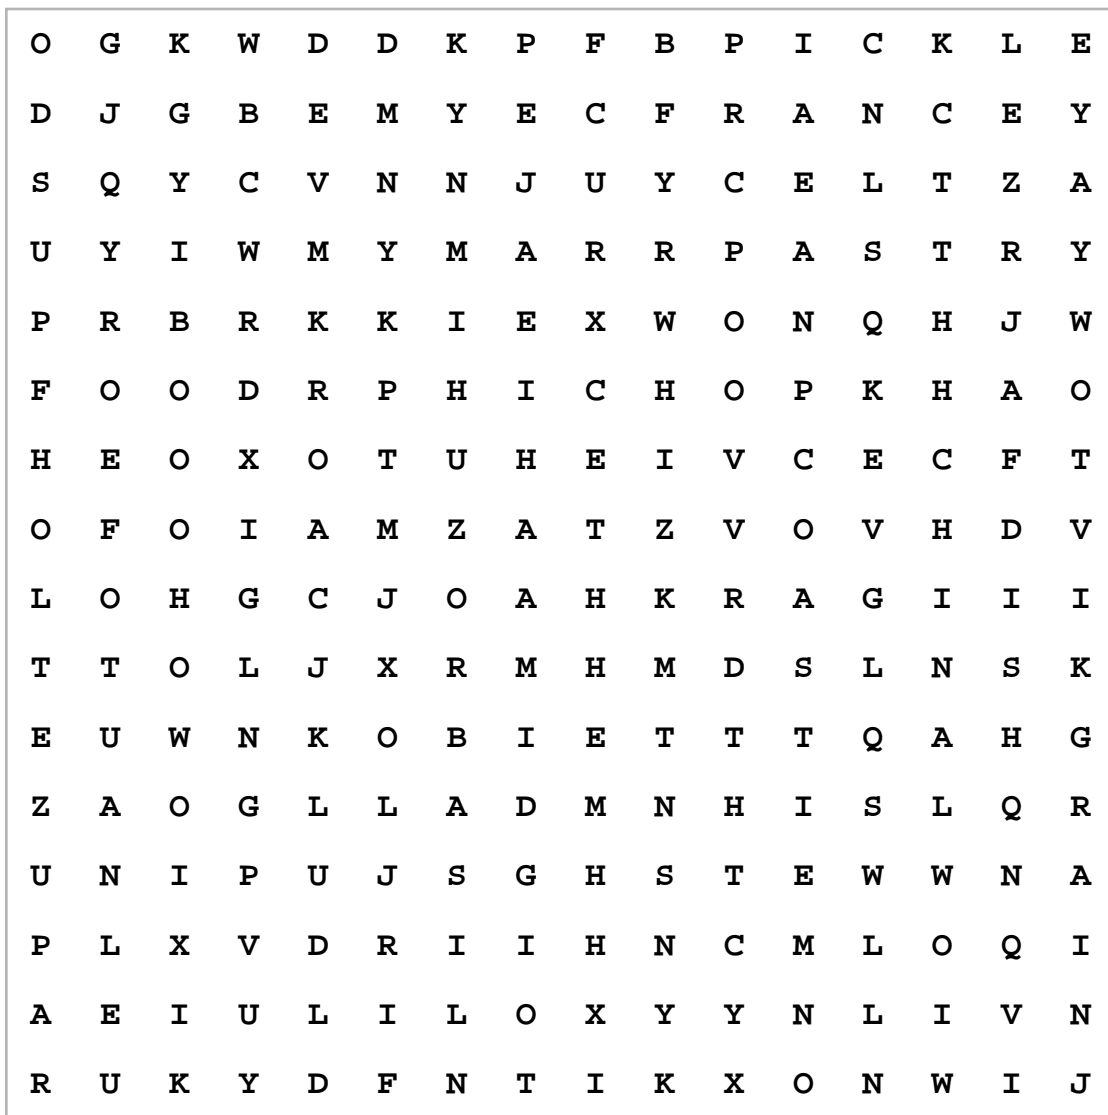 O G K W D D K P F B P I C K L E
D J G B E M Y E C F R A N C E Y
S Q Y C V N N J U Y C E L T Z A
U Y I W M Y M A R R P A S T R Y
P R B R K K I E X W O N Q H J W
F O O D R P H I C H O P K H A O
H E O X O T U H E I V C E C F T
O F O I A M Z A T Z V O V H D V
L O H G C J O A H K R A G I I I
T T O L J X R M H M D S L N S K
E U W N K O B I E T T T Q A H G
Z A O G L L A D M N H I S L Q R
U N I P U J S G H S T E W W N A
P L X V D R I I H N C M L O Q I
A E I U L I L O X Y Y N L I V N
R U K Y D F N T I K X O N W I J